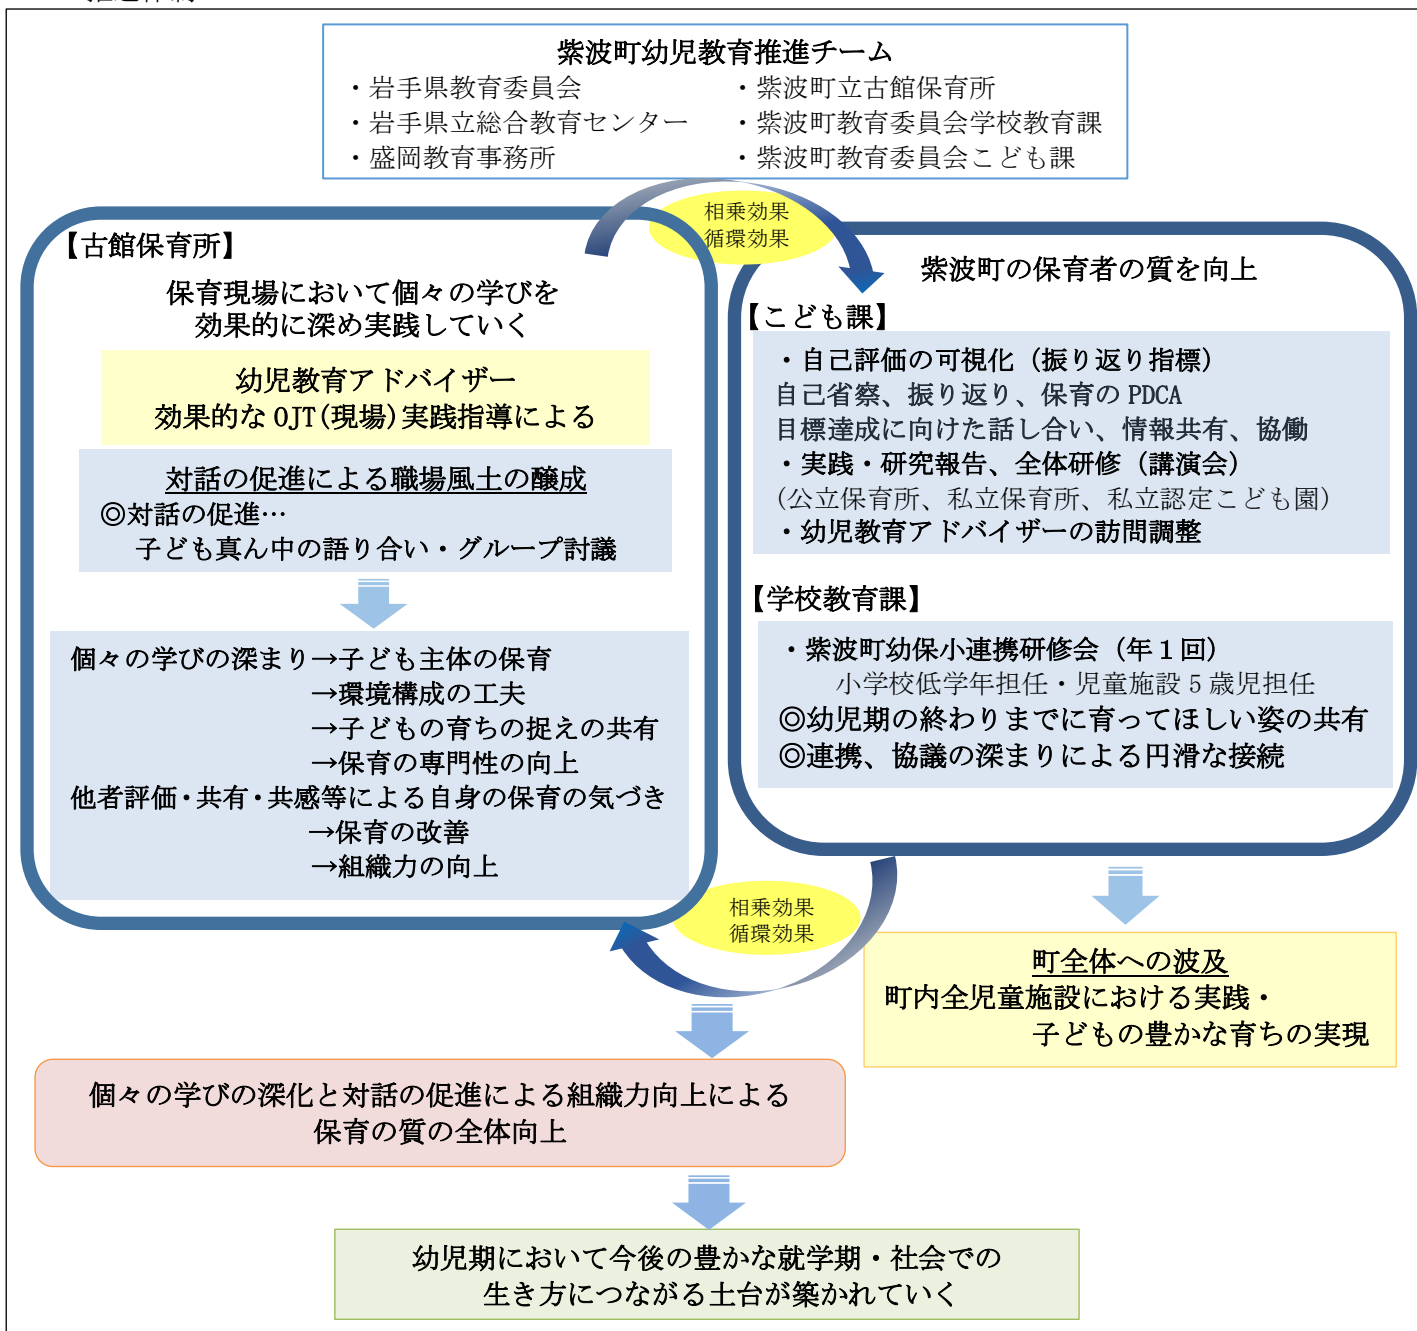 紫波町幼児教育推進チーム
・岩手県教育委員会
・紫波町立古館保育所
・岩手県立総合教育センター
・紫波町教育委員会学校教育課
・盛岡教育事務所
・紫波町教育委員会こども課
相乗効果
循環効果
【古館保育所】
保育現場において個々の学びを
効果的に深め実践していく
幼児教育アドバイザー
効果的な OJT(現場)実践指導による
対話の促進による職場風土の醸成
◎対話の促進…
子ども真ん中の語り合い・グループ討議
個々の学びの深まり→子ども主体の保育
→環境構成の工夫
→子どもの育ちの捉えの共有
→保育の専門性の向上
他者評価・共有・共感等による自身の保育の気づき
→保育の改善
→組織力の向上
紫波町の保育者の質を向上
【こども課】
・自己評価の可視化（振り返り指標）
自己省察、振り返り、保育の PDCA
目標達成に向けた話し合い、情報共有、協働
・実践・研究報告、全体研修（講演会）
(公立保育所、私立保育所、私立認定こども園)
・幼児教育アドバイザーの訪問調整
【学校教育課】
・紫波町幼保小連携研修会（年１回）
小学校低学年担任・児童施設 5 歳児担任
◎幼児期の終わりまでに育ってほしい姿の共有
◎連携、協議の深まりによる円滑な接続
相乗効果
循環効果
町全体への波及
町内全児童施設における実践・
子どもの豊かな育ちの実現
個々の学びの深化と対話の促進による組織力向上による
保育の質の全体向上
幼児期において今後の豊かな就学期・社会での
生き方につながる土台が築かれていく